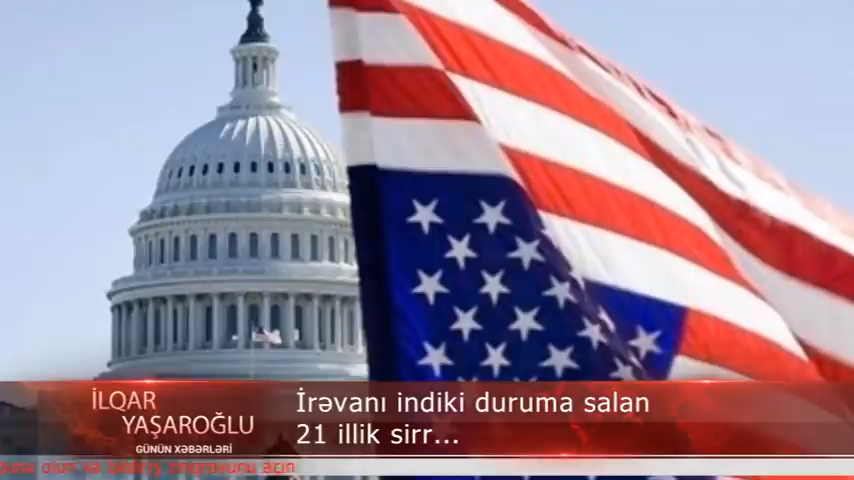 İLQAR
YAŞAROĞLU
GÜNÜN XƏBƏRLƏRİ
İrəvanı indiki duruma salan
21 illik sirr...